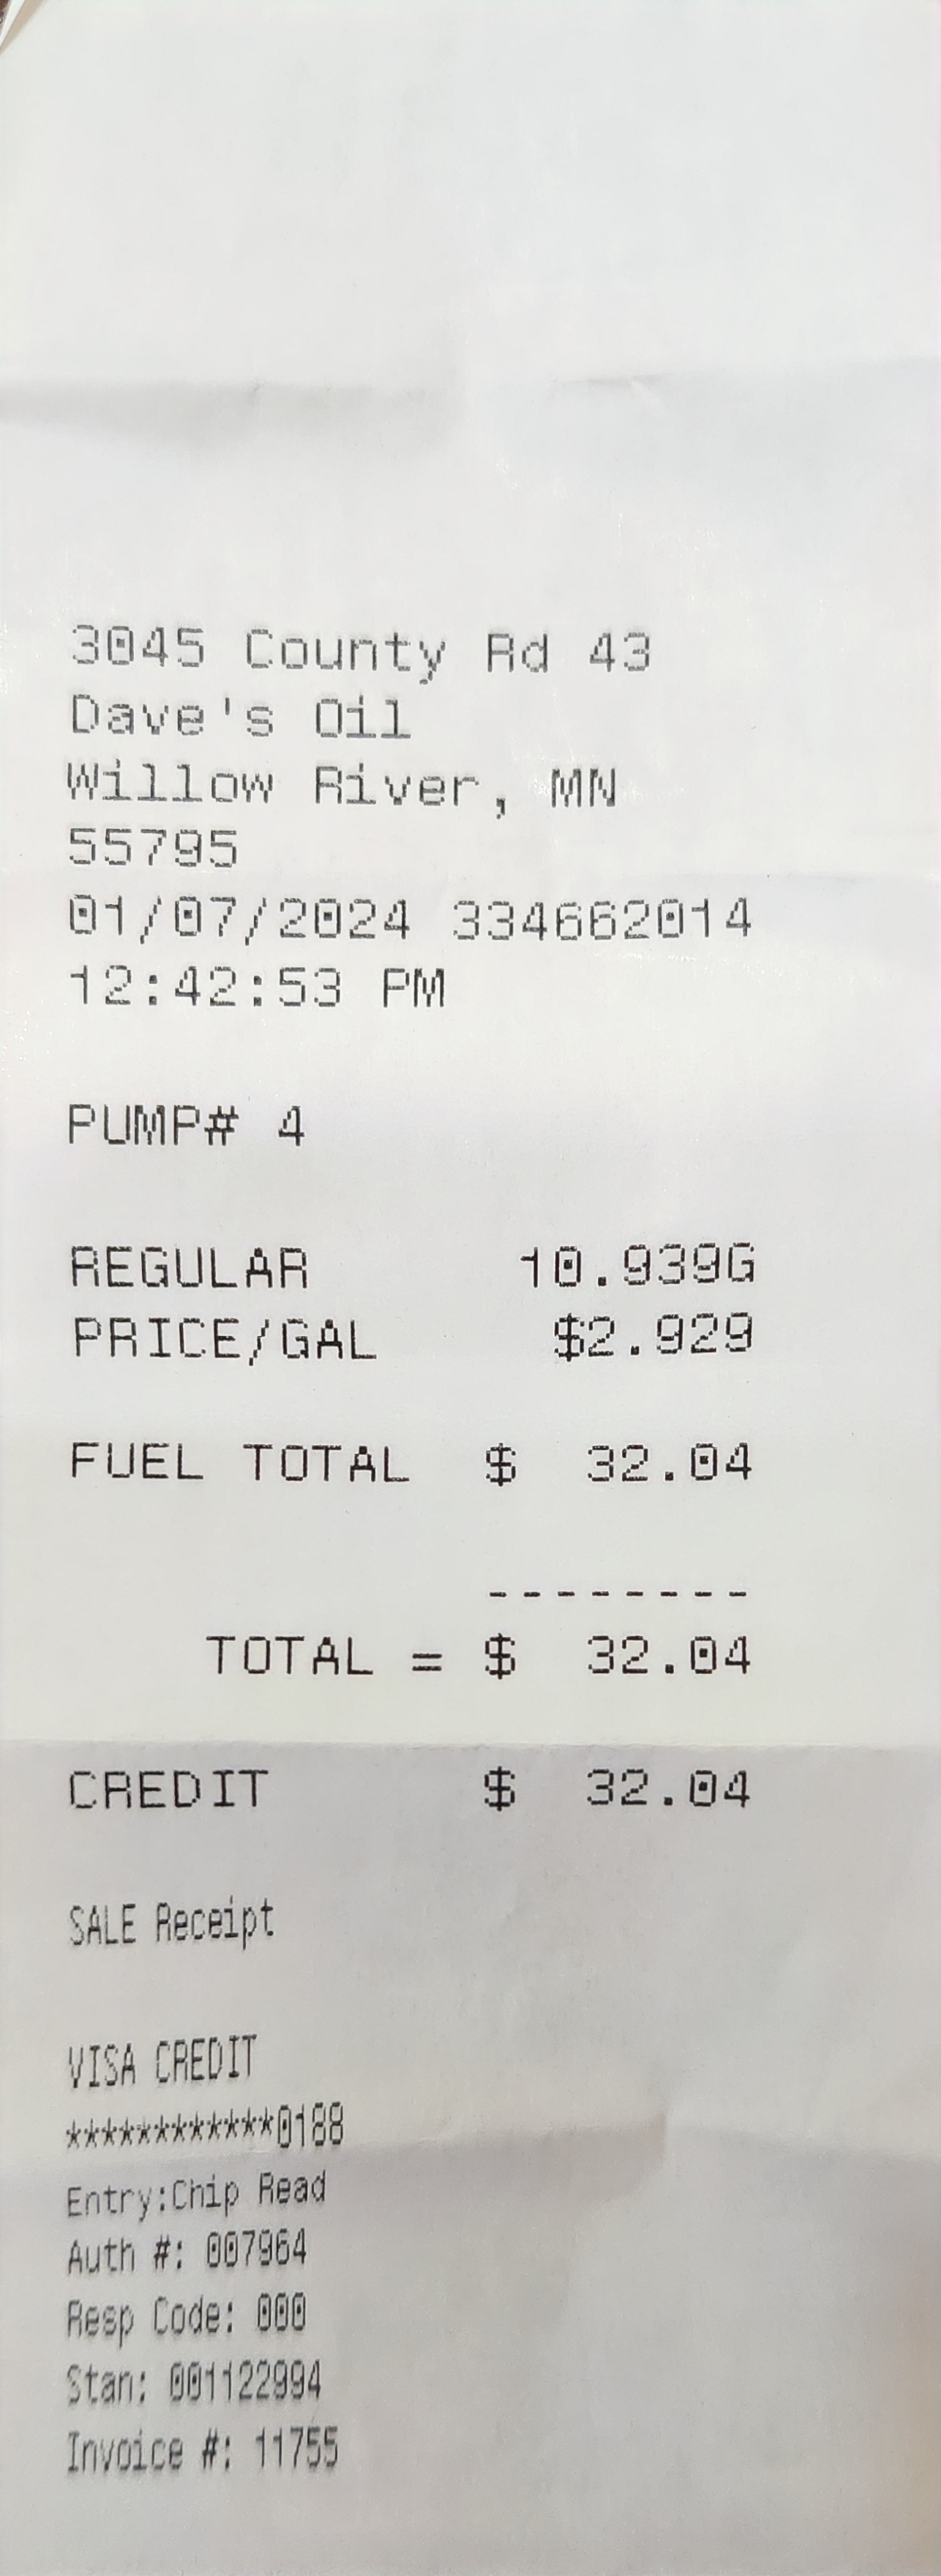 3045 County Rd 43
Dave's Oil
Willow River, MN
55795
01/07/2024 334662014
12:42:53 PM
PUMP# 4
REGULAR 10.939G
PRICE/GAL $2.929
FUEL TOTAL $ 32.04
--------
TOTAL = $ 32.04
CREDIT $ 32.04
SALE Receipt
VISA CREDIT
************0188
Entry:Chip Read
Auth #: 007964
Resp Code: 000
Stan: 001122994
Invoice #: 11755